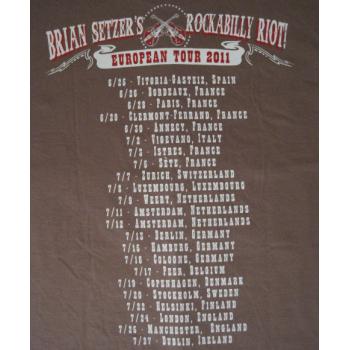 BRIAN SETZER'S ROCKABILLY RIOT!
EUROPEAN TOUR 2011
6/25 - VITORIA-GASTEIZ, SPAIN
6/26 - BORDEAUX, FRANCE
6/28 - PARIS, FRANCE
6/29 - CLERMONT-FERRAND, FRANCE
6/30 - ANNECY, FRANCE
7/2 - VIGEVANO, ITALY
7/3 - ISTRES, FRANCE
7/6 - SÈTE, FRANCE
7/7 - ZURICH, SWITZERLAND
7/8 - LUXEMBOURG, LUXEMBOURG
7/9 - WEERT, NETHERLANDS
7/11 - AMSTERDAM, NETHERLANDS
7/12 - AMSTERDAM, NETHERLANDS
7/13 - BERLIN, GERMANY
7/15 - HAMBURG, GERMANY
7/16 - COLOGNE, GERMANY
7/17 - PEER, BELGIUM
7/19 - COPENHAGEN, DENMARK
7/20 - STOCKHOLM, SWEDEN
7/22 - HELSINKI, FINLAND
7/24 - LONDON, ENGLAND
7/25 - MANCHESTER, ENGLAND
7/27 - DUBLIN, IRELAND